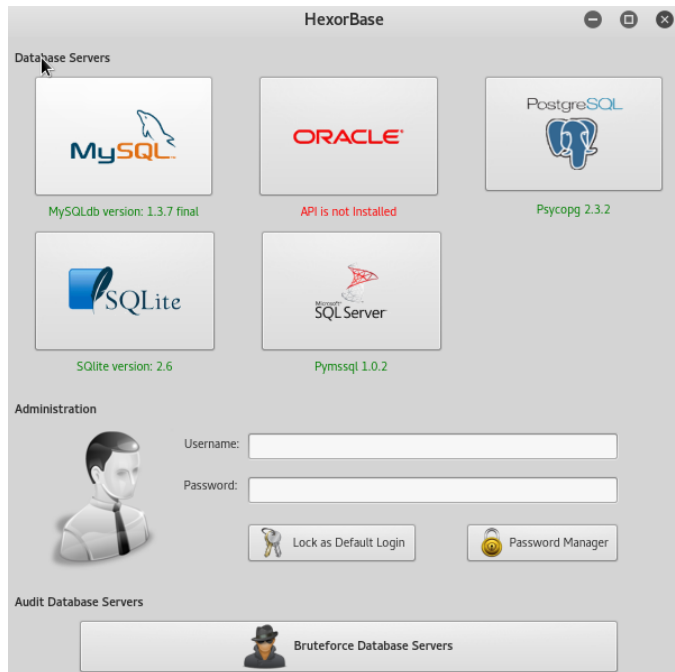 HexorBase
Database Servers
MySQL
ORACLE
PostgreSQL
MySQLdb version: 1.3.7 final
API is not Installed
Psycopg 2.3.2
SQLite
Microsoft
SQL Server
SQlite version: 2.6
Pymssql 1.0.2
Administration
Username:
Password:
Lock as Default Login
Password Manager
Audit Database Servers
Bruteforce Database Servers